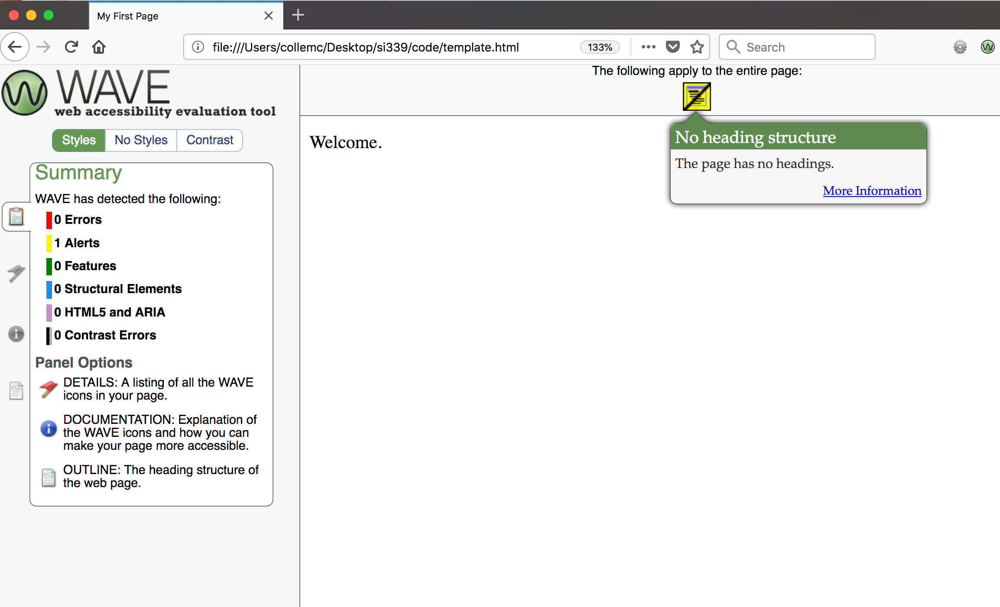 My First Page
file:///Users/collemc/Desktop/si339/code/template.html
133%
Search
WAVE
web accessibility evaluation tool
Styles
No Styles
Contrast
Summary
WAVE has detected the following:
0 Errors
1 Alerts
0 Features
0 Structural Elements
0 HTML5 and ARIA
0 Contrast Errors
Panel Options
DETAILS: A listing of all the WAVE
icons in your page.
DOCUMENTATION: Explanation of
the WAVE icons and how you can
make your page more accessible.
OUTLINE: The heading structure of
the web page.
The following apply to the entire page:
No heading structure
The page has no headings.
More Information
Welcome.